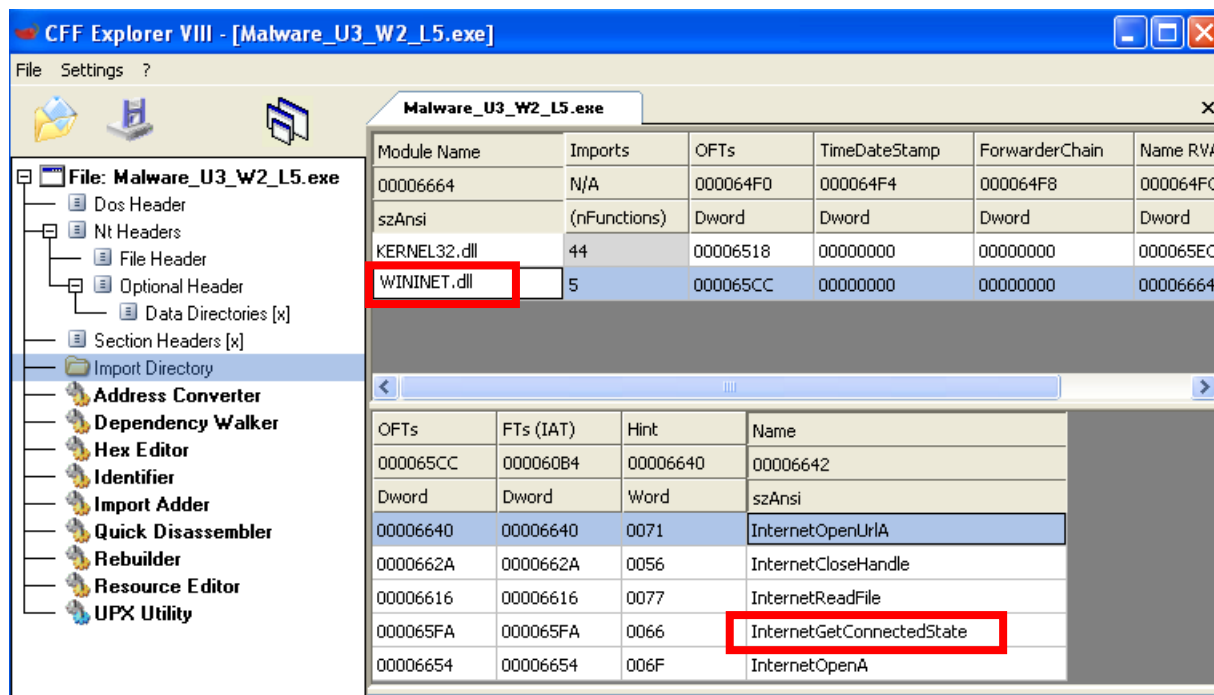 CFF Explorer VIII - [Malware_U3_W2_L5.exe]
File Settings ?
Malware_U3_W2_L5.exe
File: Malware_U3_W2_L5.exe
Dos Header
Nt Headers
File Header
Optional Header
Data Directories [x]
Section Headers [x]
Import Directory
Address Converter
Dependency Walker
Hex Editor
Identifier
Import Adder
Quick Disassembler
Rebuilder
Resource Editor
UPX Utility
Module Name Imports OFTs TimeDateStamp ForwarderChain Name RVA
00006664 N/A 000064F0 000064F4 000064F8 000064FC
szAnsi (nFunctions) Dword Dword Dword Dword
KERNEL32.dll 44 00006518 00000000 00000000 000065EC
WININET.dll 5 000065CC 00000000 00000000 00006664
OFTs FTs (IAT) Hint Name
000065CC 000060B4 00006640 00006642
Dword Dword Word szAnsi
00006640 00006640 0071 InternetOpenUrlA
0000662A 0000662A 0056 InternetCloseHandle
00006616 00006616 0077 InternetReadFile
000065FA 000065FA 0066 InternetGetConnectedState
00006654 00006654 006F InternetOpenA